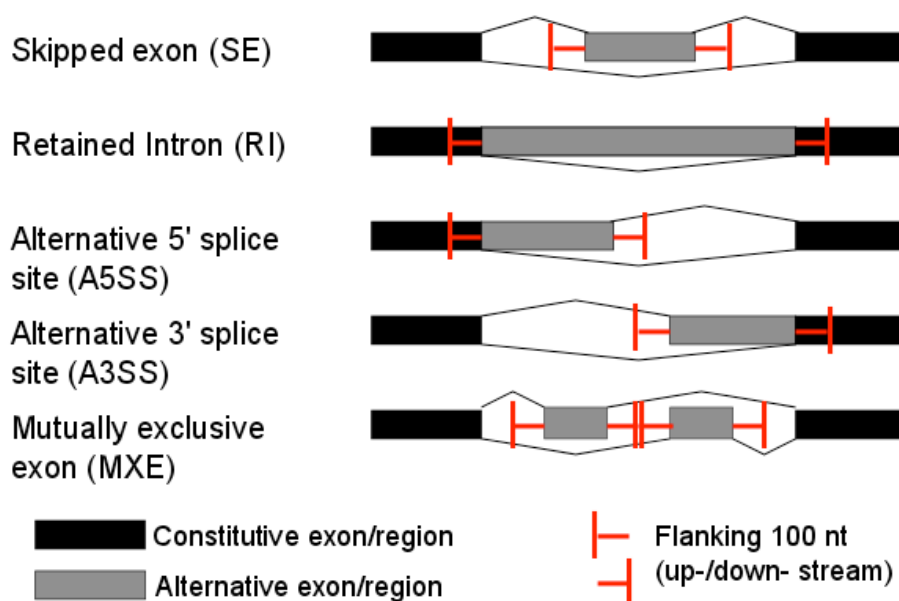 Skipped exon (SE)
Retained Intron (RI)
Alternative 5' splice
site (A5SS)
Alternative 3' splice
site (A3SS)
Mutually exclusive
exon (MXE)
Constitutive exon/region
Alternative exon/region
Flanking 100 nt
(up-/down- stream)